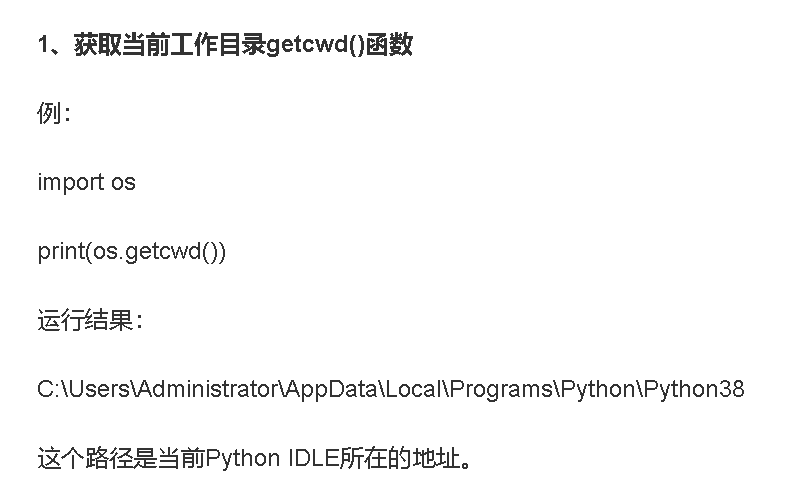 1、获取当前工作目录getcwd()函数
例：
import os
print(os.getcwd())
运行结果：
C:\Users\Administrator\AppData\Local\Programs\Python\Python38
这个路径是当前Python IDLE所在的地址。